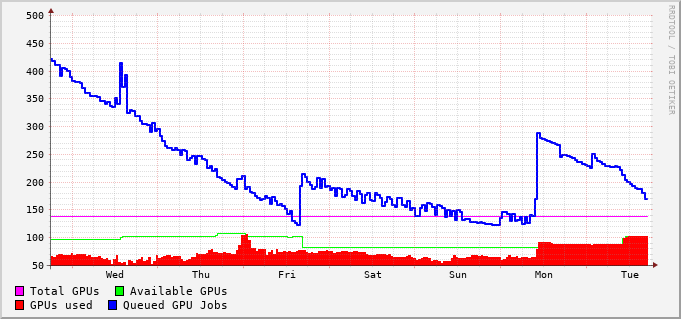 500
450
400
350
300
250
200
150
100
50
Wed Thu Fri Sat Sun Mon Tue
Total GPUs Available GPUs
GPUs used Queued GPU Jobs
RRDTOOL / TOBI OETIKER